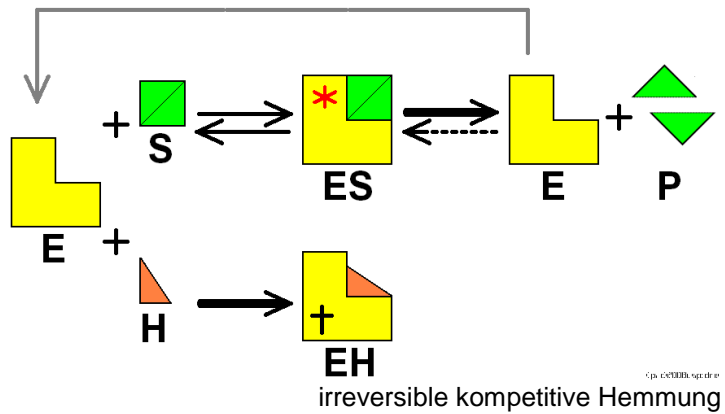 + S ES E + P
E +
H EH
irreversible kompetitive Hemmung